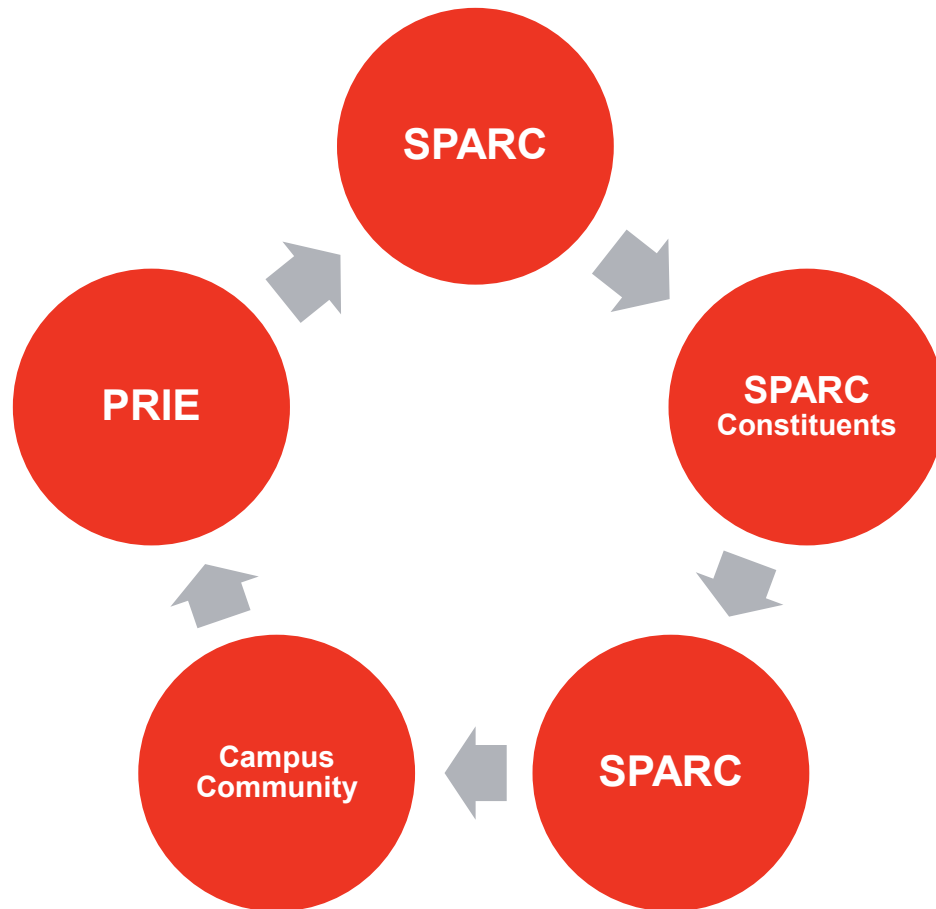 SPARC
SPARC
Constituents
SPARC
Campus
Community
PRIE